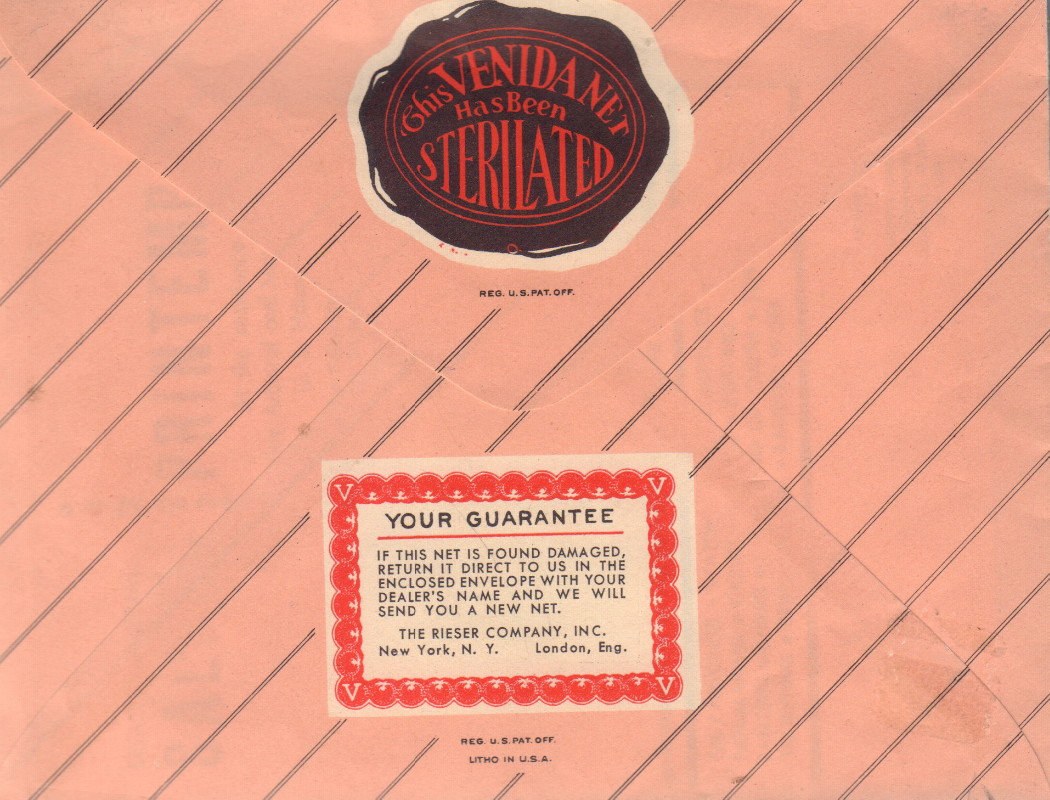 This VENIDA NET
Has Been
STERILATED
REG. U.S. PAT. OFF.
V V
YOUR GUARANTEE
IF THIS NET IS FOUND DAMAGED,
RETURN IT DIRECT TO US IN THE
ENCLOSED ENVELOPE WITH YOUR
DEALER'S NAME AND WE WILL
SEND YOU A NEW NET.
THE RIESER COMPANY, INC.
New York, N. Y. London, Eng.
V V
REG. U.S. PAT. OFF.
LITHO IN U.S.A.